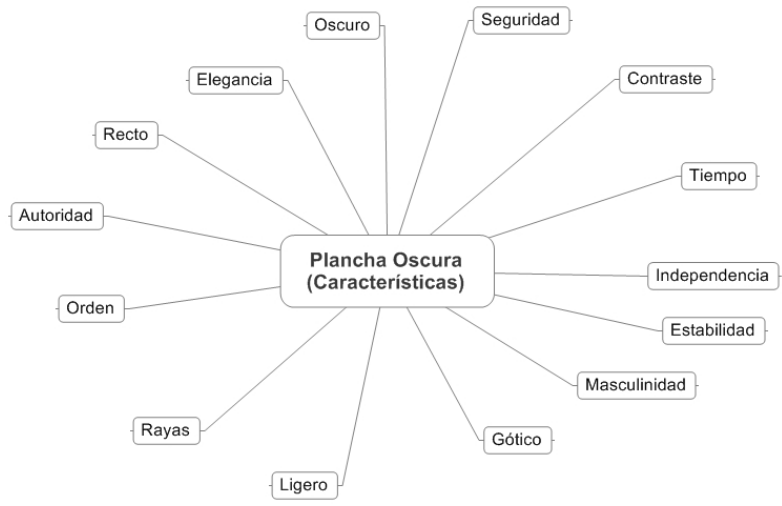 Oscuro
Seguridad
Elegancia
Contraste
Recto
Tiempo
Autoridad
Plancha Oscura
(Características)
Independencia
Orden
Estabilidad
Masculinidad
Rayas
Gótico
Ligero